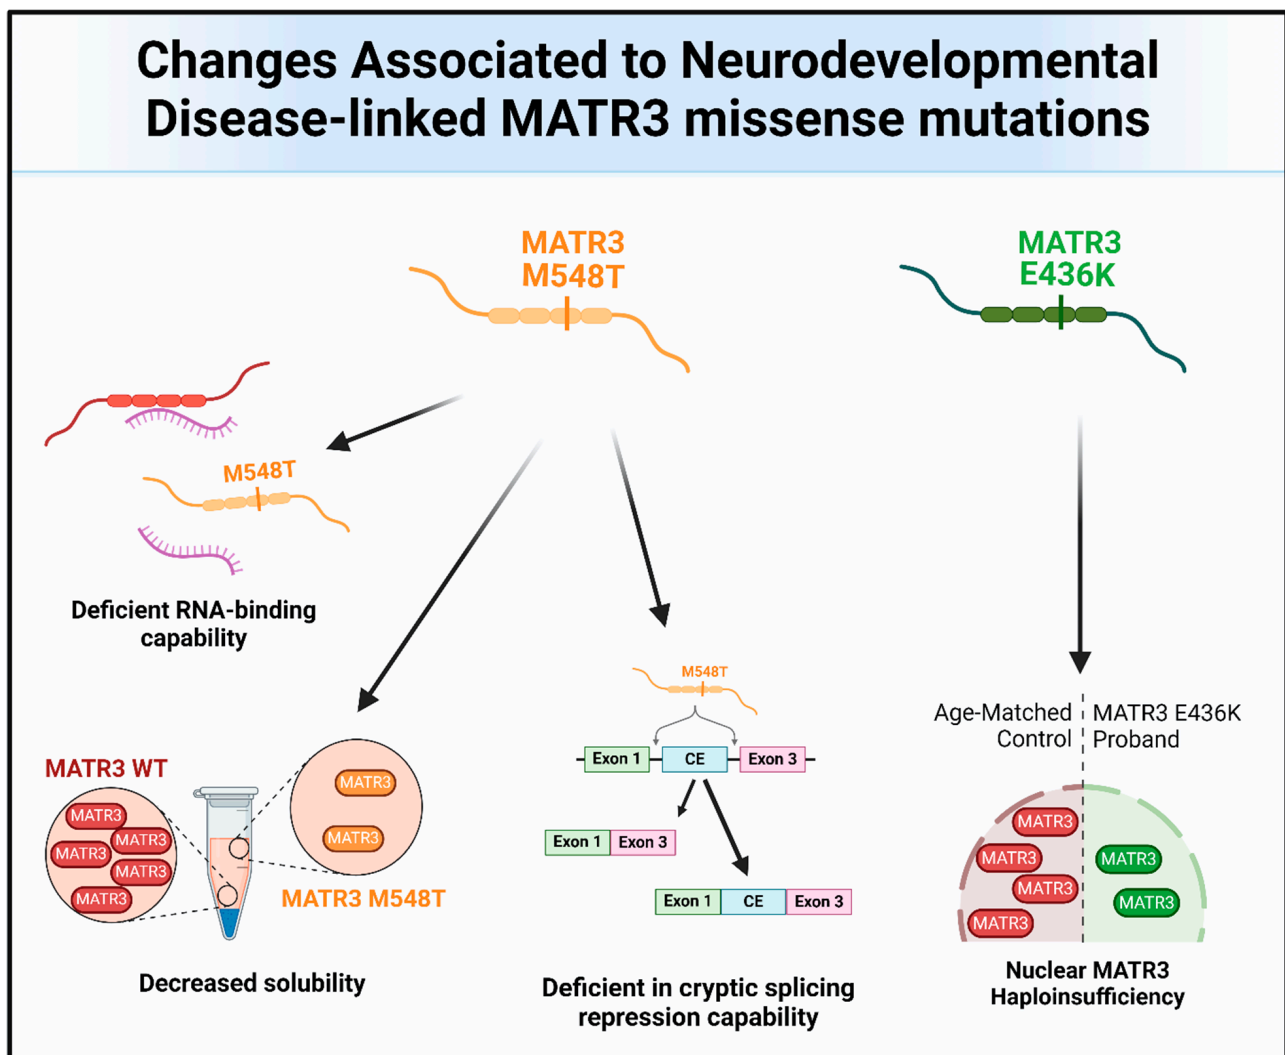 Changes Associated to Neurodevelopmental
Disease-linked MATR3 missense mutations
MATR3
M548T
MATR3
E436K
M548T
Deficient RNA-binding
capability
MATR3 WT
MATR3
MATR3
MATR3
MATR3
MATR3
MATR3
MATR3
MATR3 M548T
Decreased solubility
M548T
Exon 1
CE
Exon 3
Exon 1
Exon 3
Exon 1
CE
Exon 3
Deficient in cryptic splicing
repression capability
Age-Matched
Control
MATR3 E436K
Proband
MATR3
MATR3
MATR3
MATR3
MATR3
MATR3
Nuclear MATR3
Haploinsufficiency